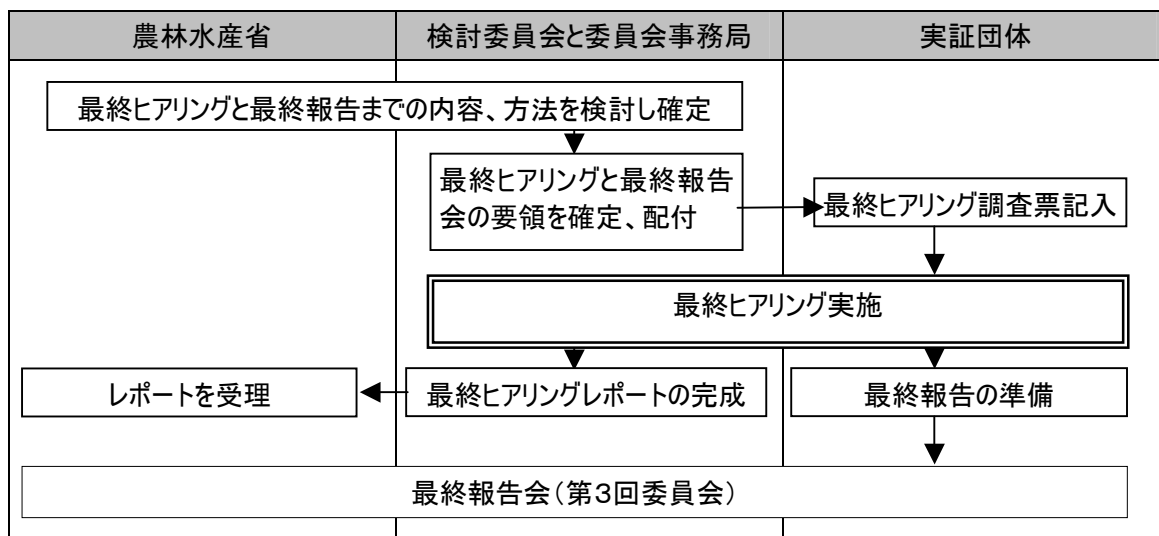 農林水産省
検討委員会と委員会事務局
実証団体
最終ヒアリングと最終報告までの内容、方法を検討し確定
最終ヒアリングと最終報告
会の要領を確定、配付
最終ヒアリング調査票記入
最終ヒアリング実施
レポートを受理
最終ヒアリングレポートの完成
最終報告の準備
最終報告会(第3回委員会)